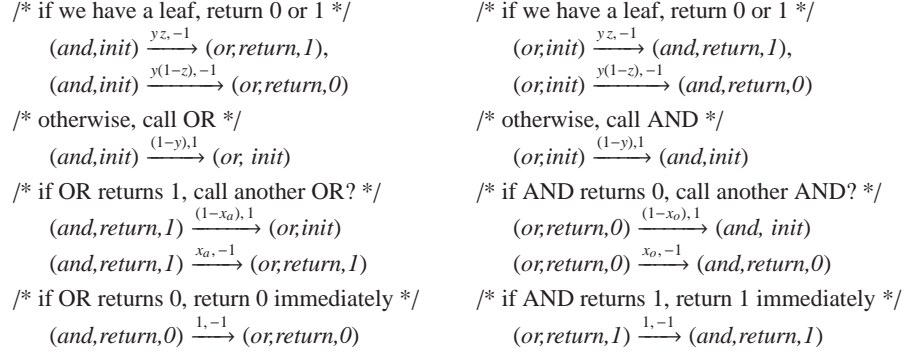 /* if we have a leaf, return 0 or 1 */
(and,init) yz,−1 → (or,return,1),
(and,init) y(1−z),−1 → (or,return,0)
/* otherwise, call OR */
(and,init) (1−y),1 → (or, init)
/* if OR returns 1, call another OR? */
(and,return,1) (1−xₐ),1 → (or,init)
(and,return,1) xₐ,−1 → (or,return,1)
/* if OR returns 0, return 0 immediately */
(and,return,0) 1,−1 → (or,return,0)
/* if we have a leaf, return 0 or 1 */
(or,init) yz,−1 → (and,return,1),
(or,init) y(1−z),−1 → (and,return,0)
/* otherwise, call AND */
(or,init) (1−y),1 → (and,init)
/* if AND returns 0, call another AND? */
(or,return,0) (1−xₒ),1 → (and, init)
(or,return,0) xₒ,−1 → (and,return,0)
/* if AND returns 1, return 1 immediately */
(or,return,1) 1,−1 → (and,return,1)